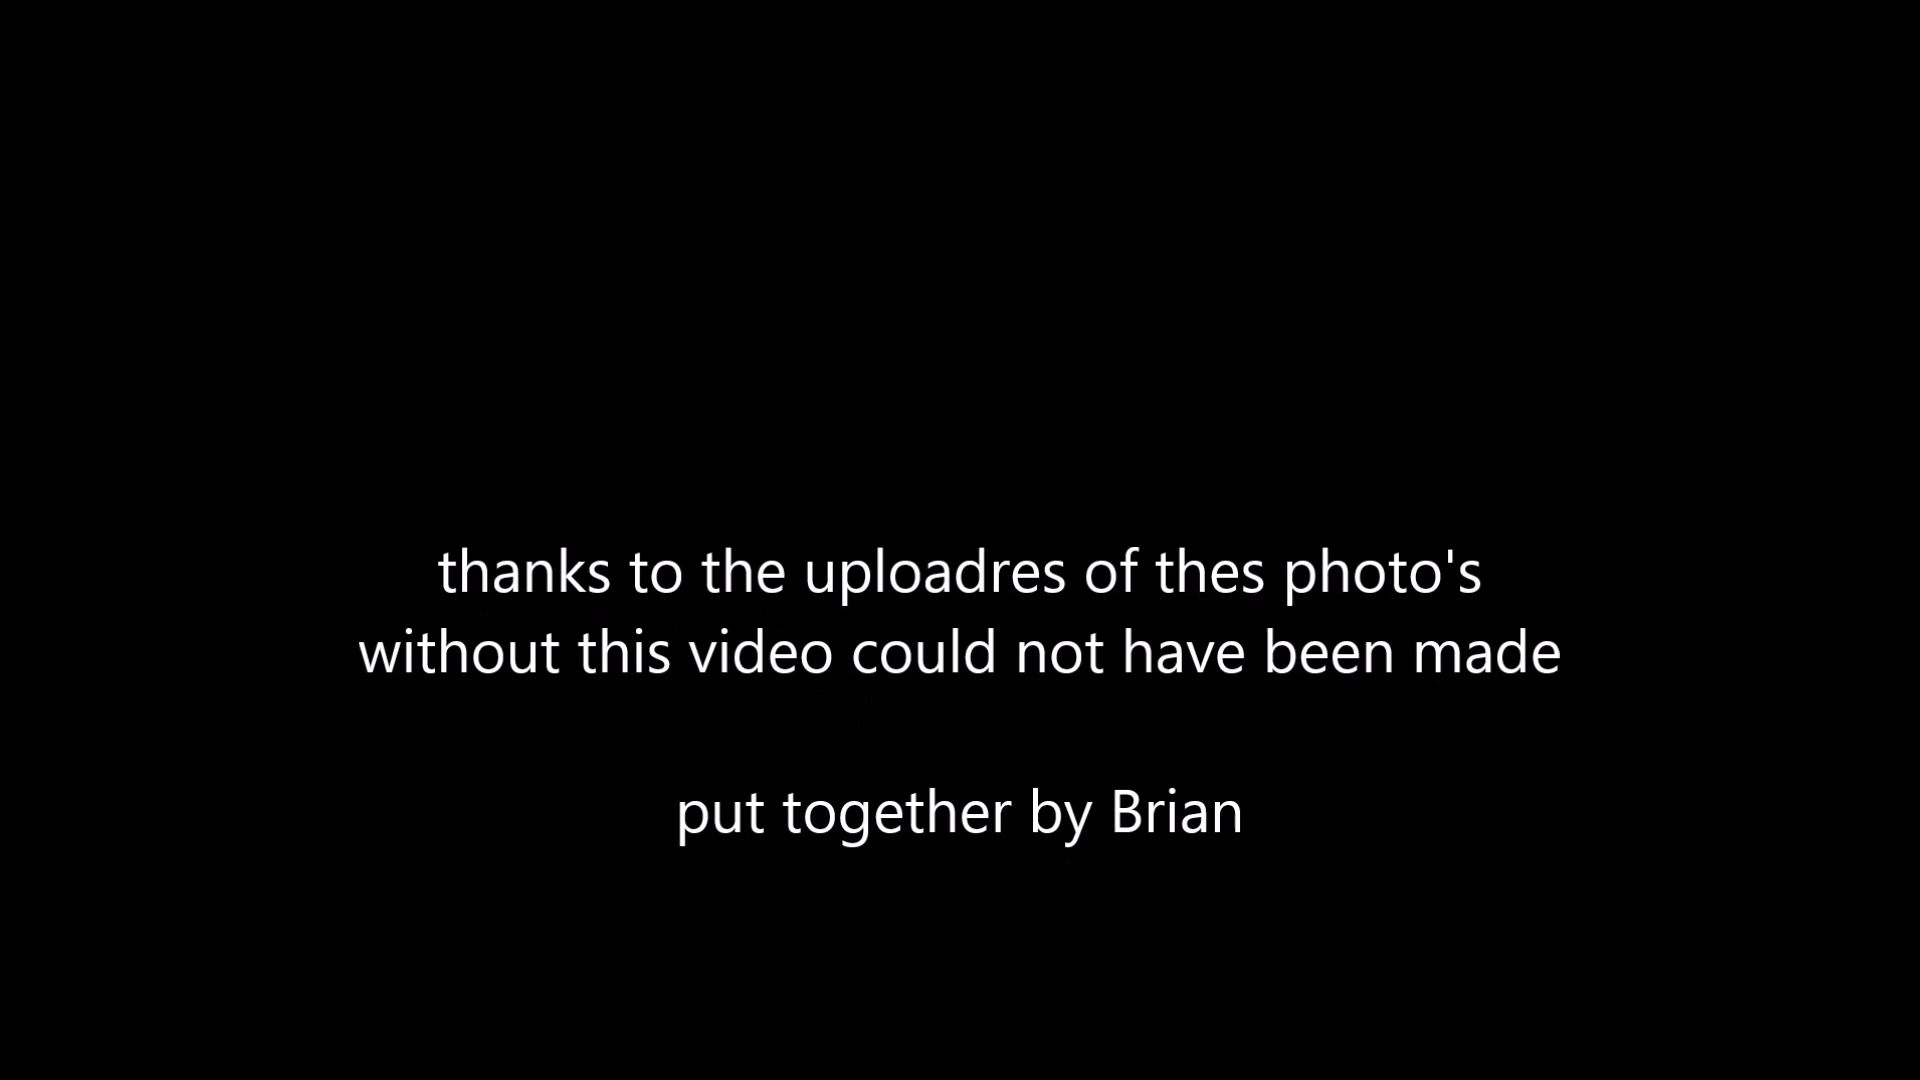 thanks to the uploadres of thes photo's
without this video could not have been made
put together by Brian